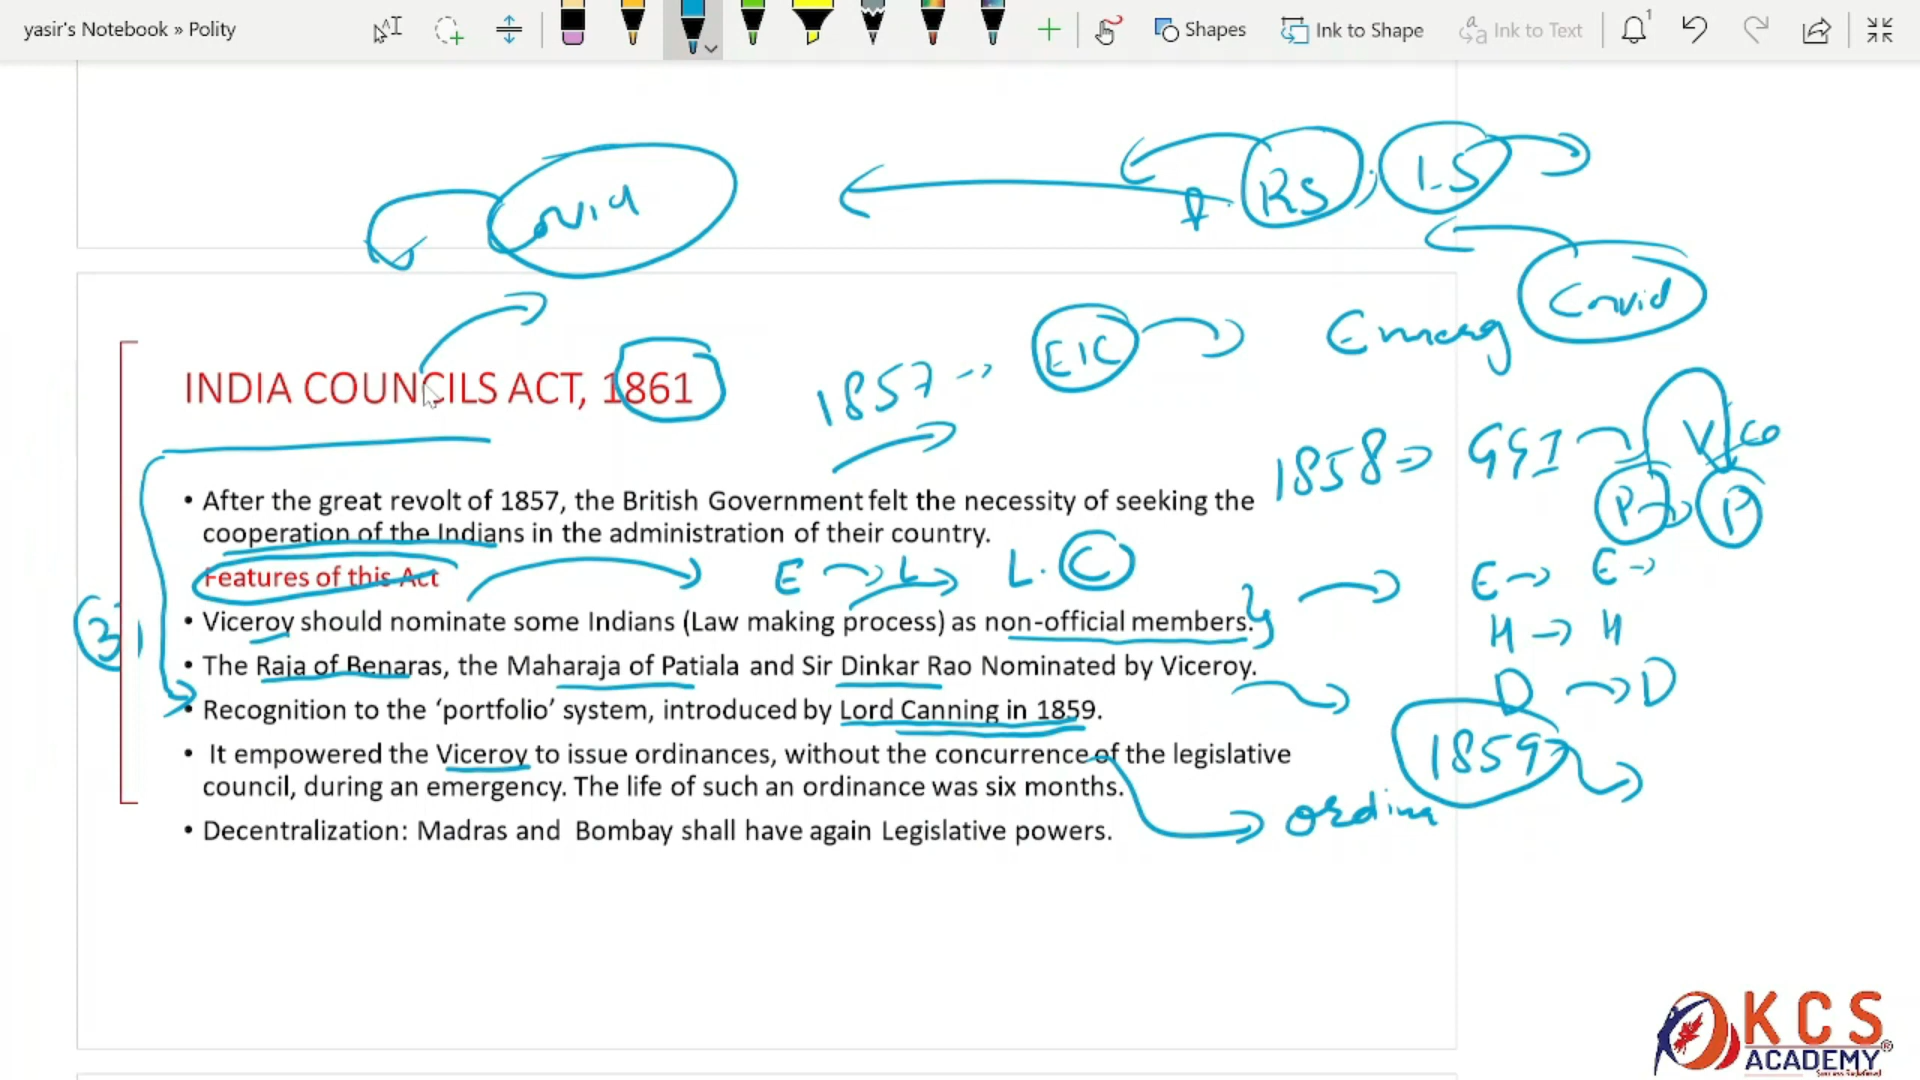 yasir's Notebook » Polity
Shapes
Ink to Shape
Ink to Text
1
Covid
RS, LS
Covid
EIC
Emerg
INDIA COUNCILS ACT, 1861
1857
1858 GGI
P P
• After the great revolt of 1857, the British Government felt the necessity of seeking the
cooperation of the Indians in the administration of their country.
Features of this Act
E L L.C
E E
• Viceroy should nominate some Indians (Law making process) as non-official members.
H H
3
• The Raja of Benaras, the Maharaja of Patiala and Sir Dinkar Rao Nominated by Viceroy.
D D
• Recognition to the ‘portfolio’ system, introduced by Lord Canning in 1859.
1859
• It empowered the Viceroy to issue ordinances, without the concurrence of the legislative
council, during an emergency. The life of such an ordinance was six months.
ordina
• Decentralization: Madras and Bombay shall have again Legislative powers.
KCS
ACADEMY